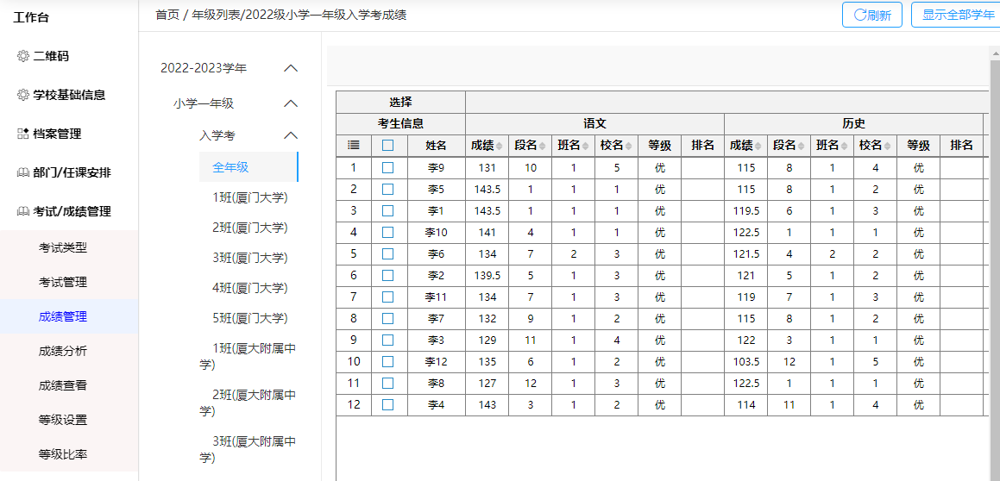 工作台
二维码
学校基础信息
档案管理
部门/任课安排
考试/成绩管理
考试类型
考试管理
成绩管理
成绩分析
成绩查看
等级设置
等级比率
首页 / 年级列表/2022级小学一年级入学考成绩
刷新
显示全部学年
2022-2023学年
小学一年级
入学考
全年级
1班(厦门大学)
2班(厦门大学)
3班(厦门大学)
4班(厦门大学)
5班(厦门大学)
1班(厦大附属中
学)
2班(厦大附属中
学)
3班(厦大附属中
学)
选择
考生信息 语文 历史
姓名 成绩 段名 班名 校名 等级 排名 成绩 段名 班名 校名 等级 排名
1 李9 131 10 1 5 优 115 8 1 4 优
2 李5 143.5 1 1 1 优 115 8 1 2 优
3 李1 143.5 1 1 1 优 119.5 6 1 3 优
4 李10 141 4 1 1 优 122.5 1 1 1 优
5 李6 134 7 2 3 优 121.5 4 2 2 优
6 李2 139.5 5 1 3 优 121 5 1 2 优
7 李11 134 7 1 3 优 119 7 1 3 优
8 李7 132 9 1 2 优 115 8 1 2 优
9 李3 129 11 1 4 优 122 3 1 1 优
10 李12 135 6 1 2 优 103.5 12 1 5 优
11 李8 127 12 1 3 优 122.5 1 1 1 优
12 李4 143 3 1 2 优 114 11 1 4 优